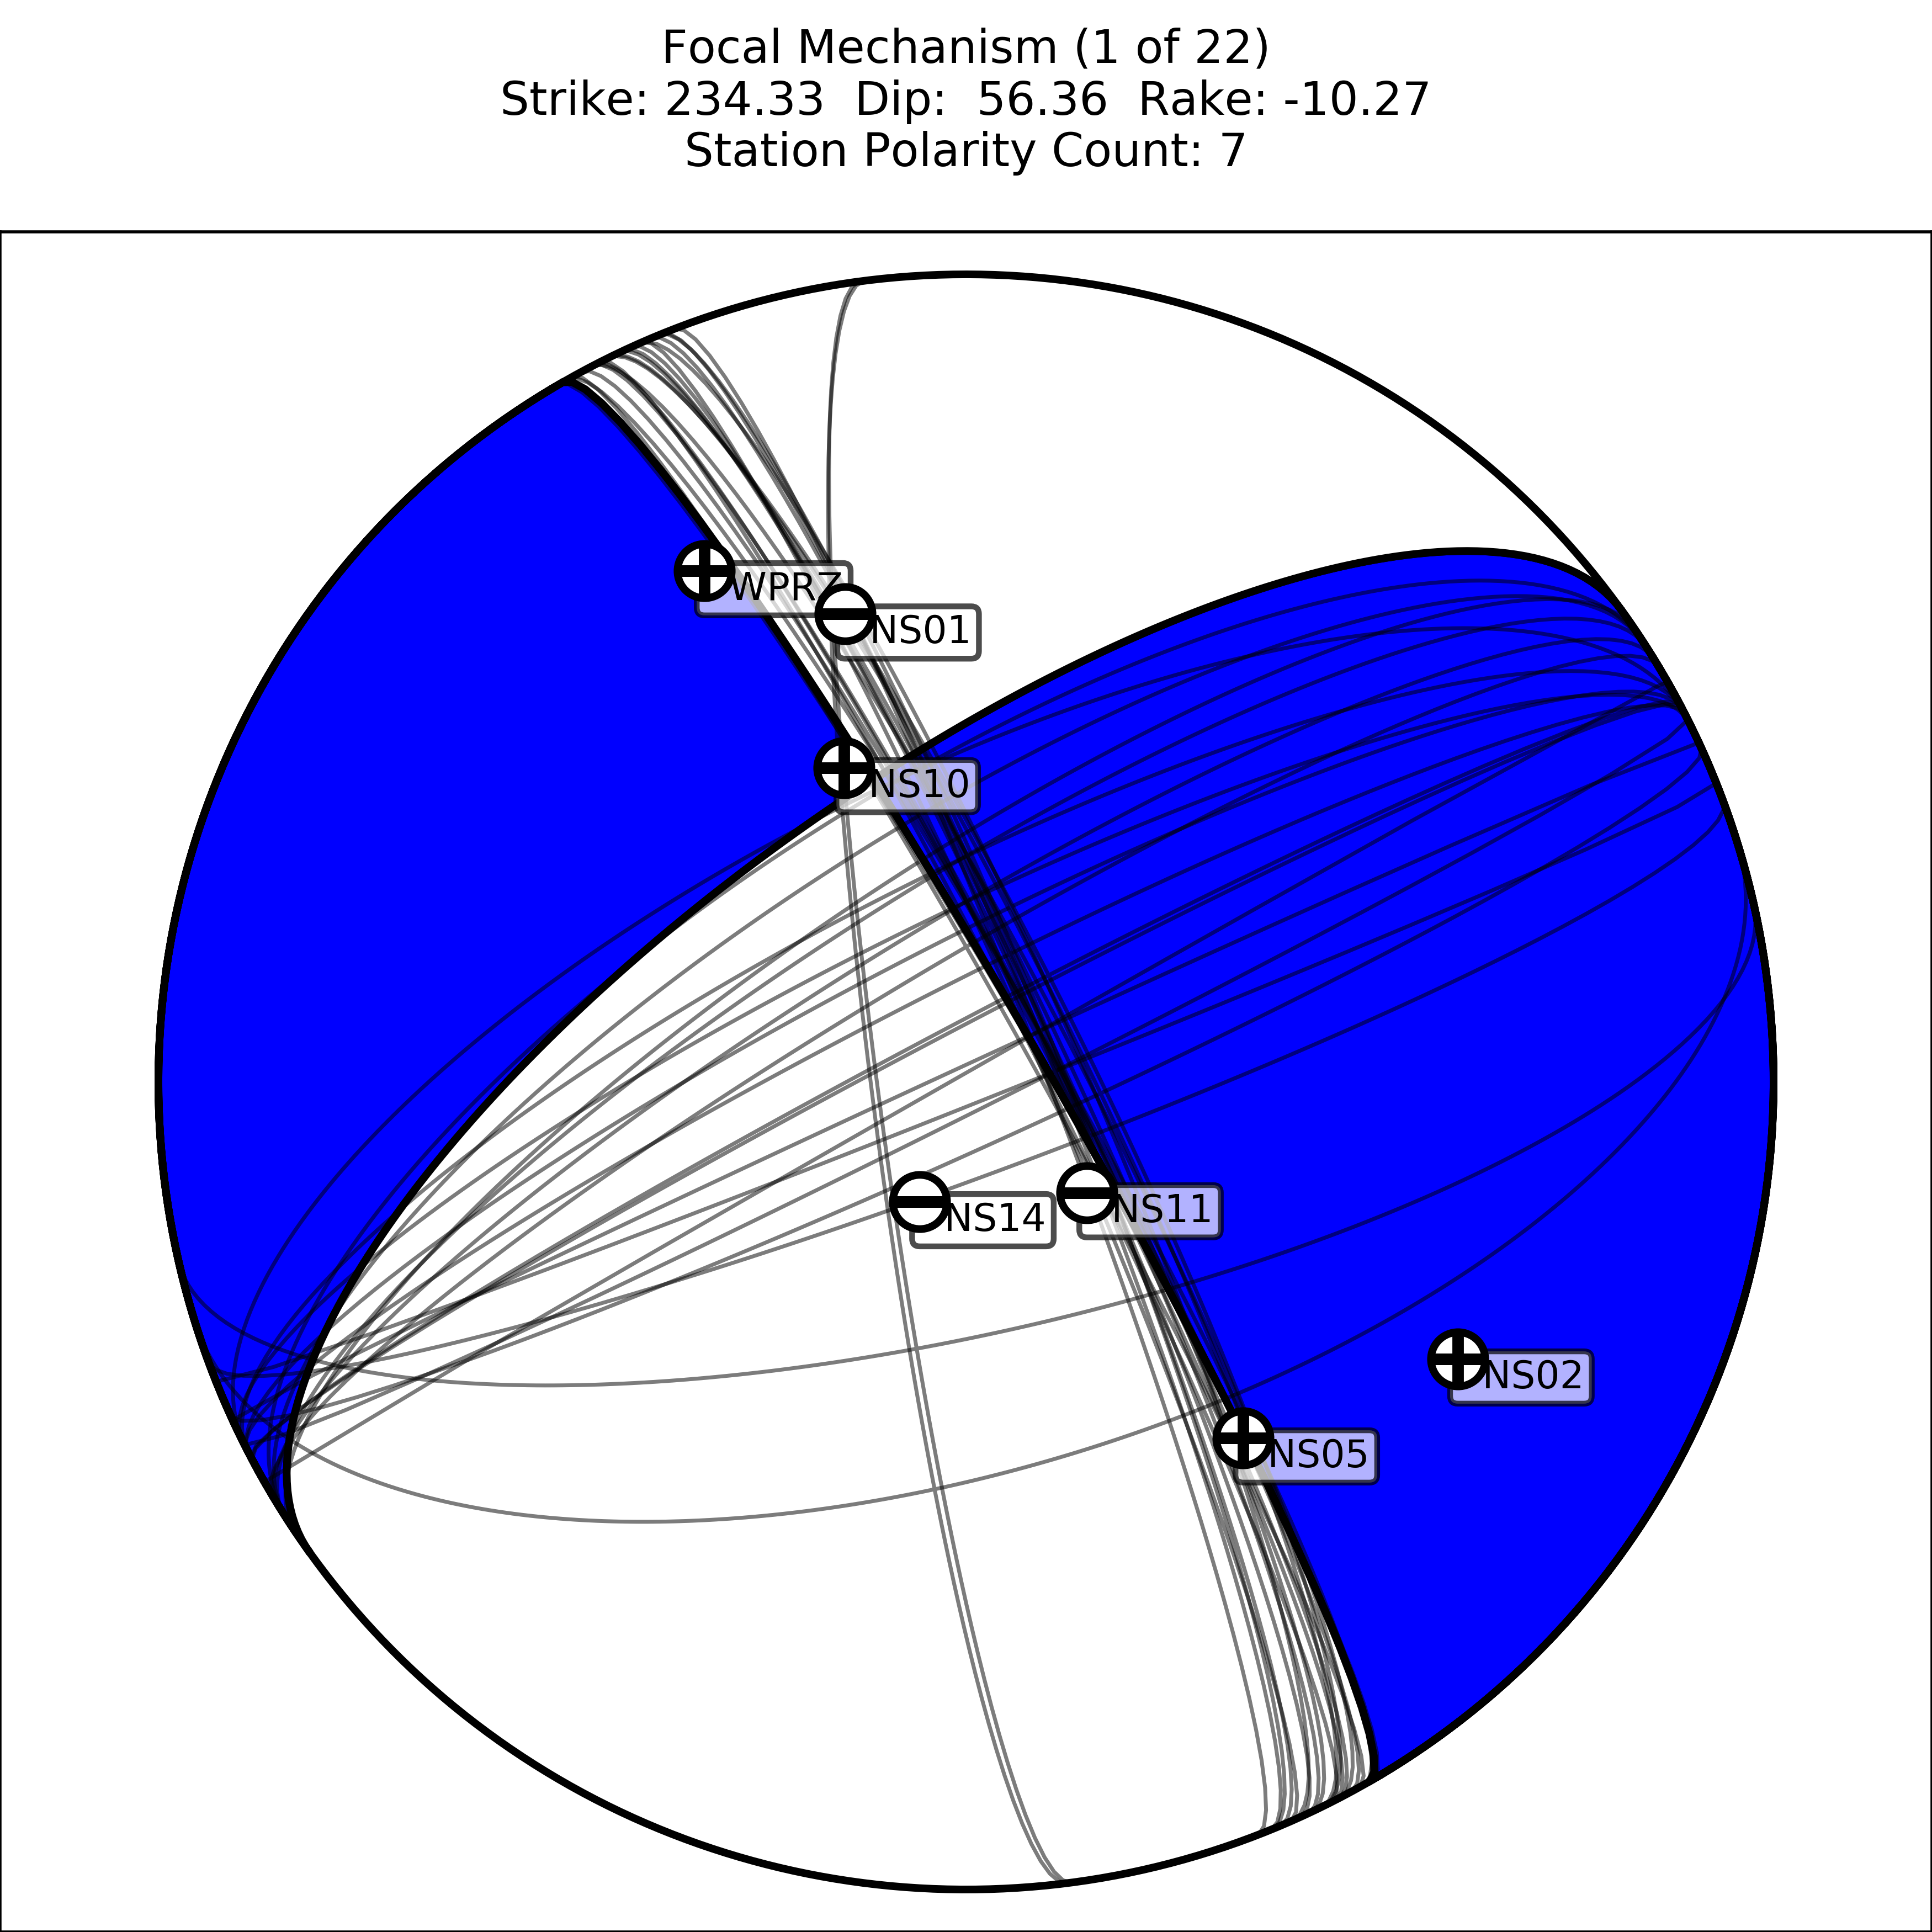 Focal Mechanism (1 of 22)
Strike: 234.33  Dip:  56.36  Rake: -10.27
Station Polarity Count: 7
WPRZ
NS01
NS10
NS14
NS11
NS02
NS05